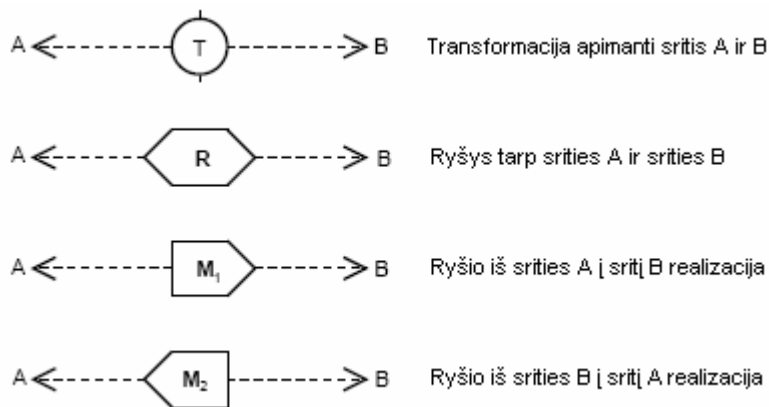 A T B Transformacija apimanti sritis A ir B
A R B Ryšys tarp srities A ir srities B
A M₁ B Ryšio iš srities A į sritį B realizacija
A M₂ B Ryšio iš srities B į sritį A realizacija